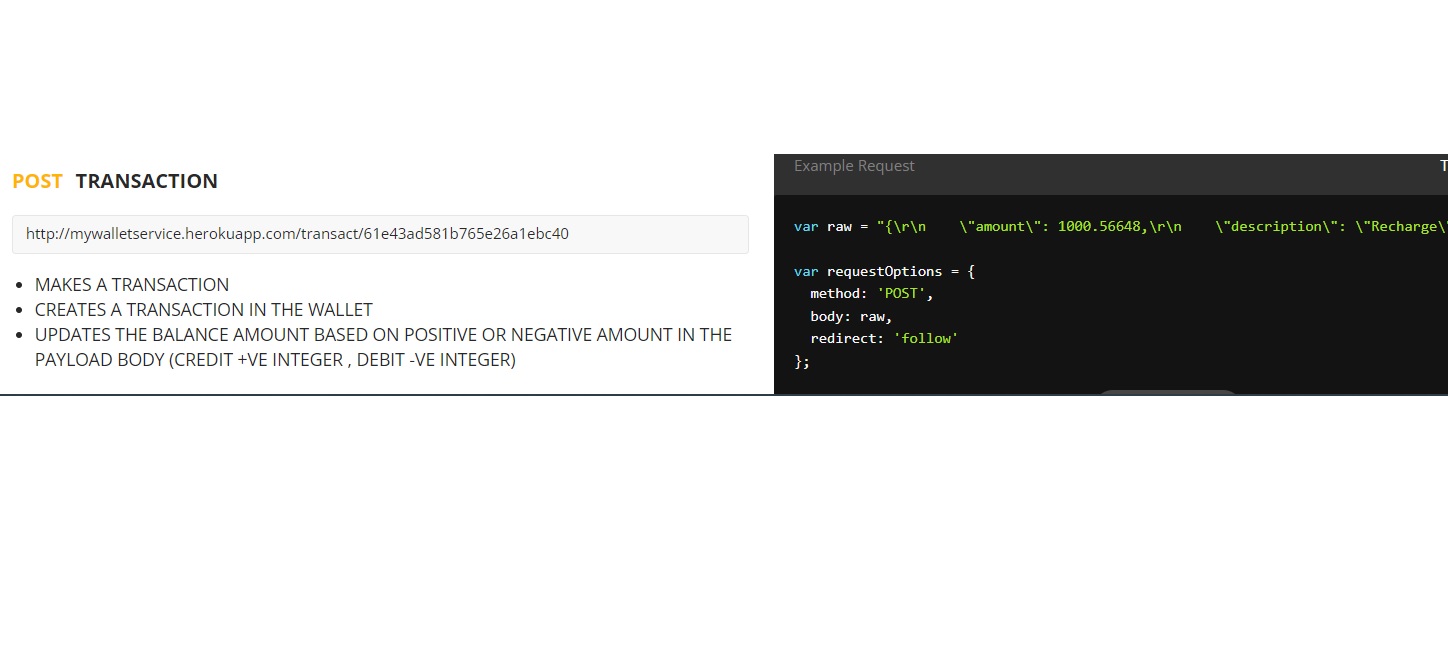 POST TRANSACTION
http://mywalletservice.herokuapp.com/transact/61e43ad581b765e26a1ebc40
MAKES A TRANSACTION
CREATES A TRANSACTION IN THE WALLET
UPDATES THE BALANCE AMOUNT BASED ON POSITIVE OR NEGATIVE AMOUNT IN THE
PAYLOAD BODY (CREDIT +VE INTEGER , DEBIT -VE INTEGER)
Example Request
var raw = "{\r\n    \"amount\": 1000.56648,\r\n    \"description\": \"Recharge\
var requestOptions = {
  method: 'POST',
  body: raw,
  redirect: 'follow'
};